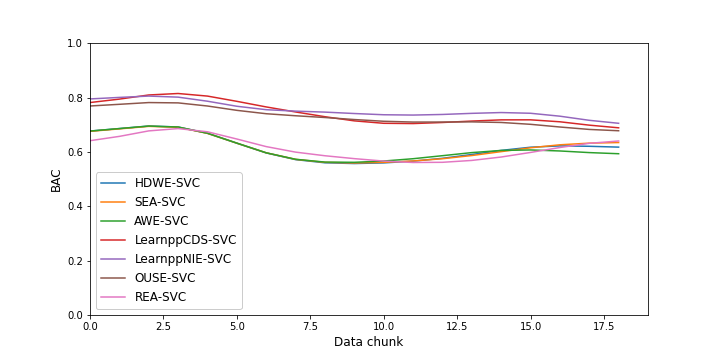 1.0
0.8
0.6
0.4
0.2
0.0
BAC
HDWE-SVC
SEA-SVC
AWE-SVC
LearnppCDS-SVC
LearnppNIE-SVC
OUSE-SVC
REA-SVC
0.0 2.5 5.0 7.5 10.0 12.5 15.0 17.5
Data chunk